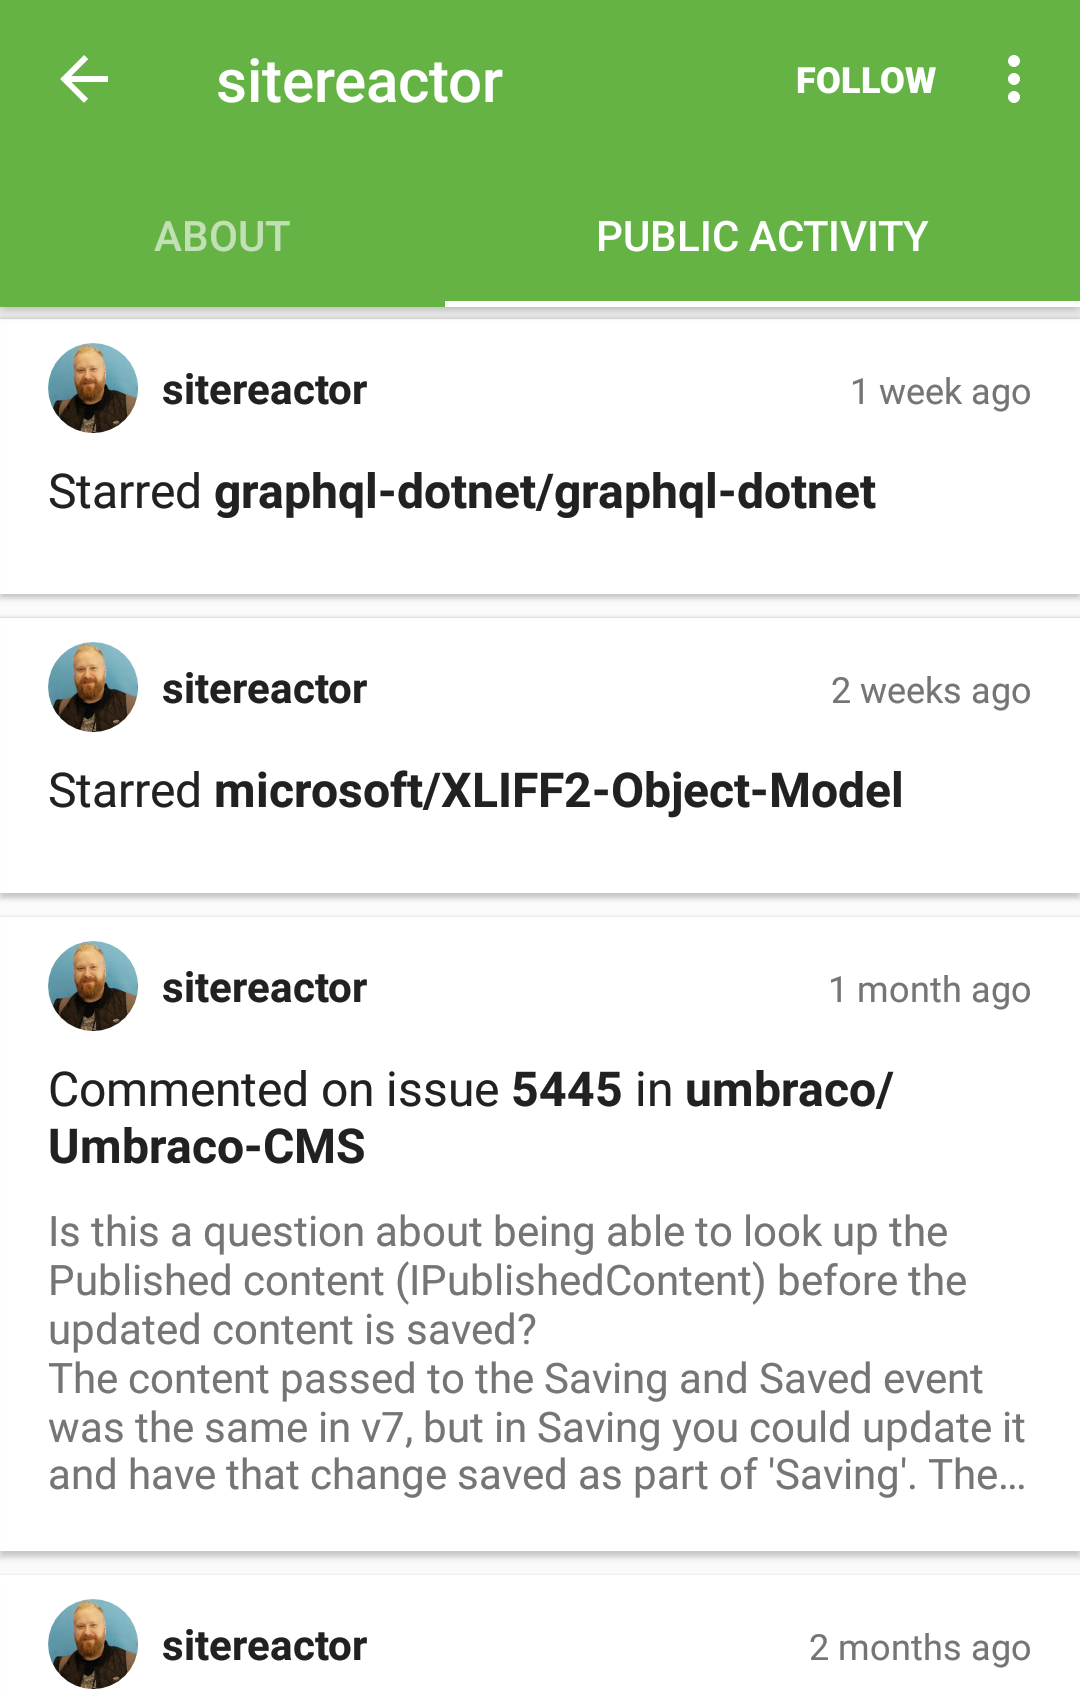 sitereactor FOLLOW
ABOUT PUBLIC ACTIVITY
sitereactor 1 week ago
Starred graphql-dotnet/graphql-dotnet
sitereactor 2 weeks ago
Starred microsoft/XLIFF2-Object-Model
sitereactor 1 month ago
Commented on issue 5445 in umbraco/
Umbraco-CMS
Is this a question about being able to look up the
Published content (IPublishedContent) before the
updated content is saved?
The content passed to the Saving and Saved event
was the same in v7, but in Saving you could update it
and have that change saved as part of 'Saving'. The...
sitereactor 2 months ago